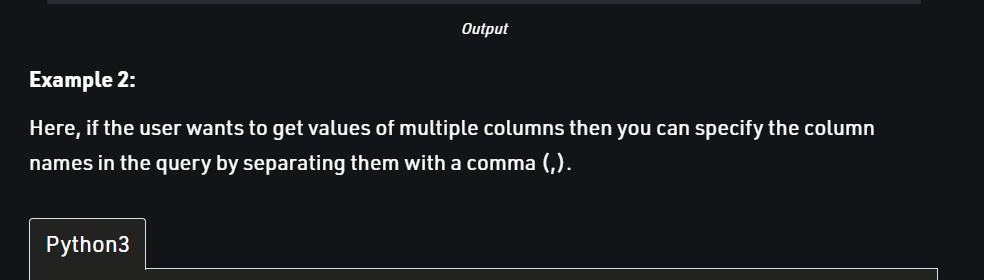 Output
Example 2:
Here, if the user wants to get values of multiple columns then you can specify the column
names in the query by separating them with a comma (,).
Python3